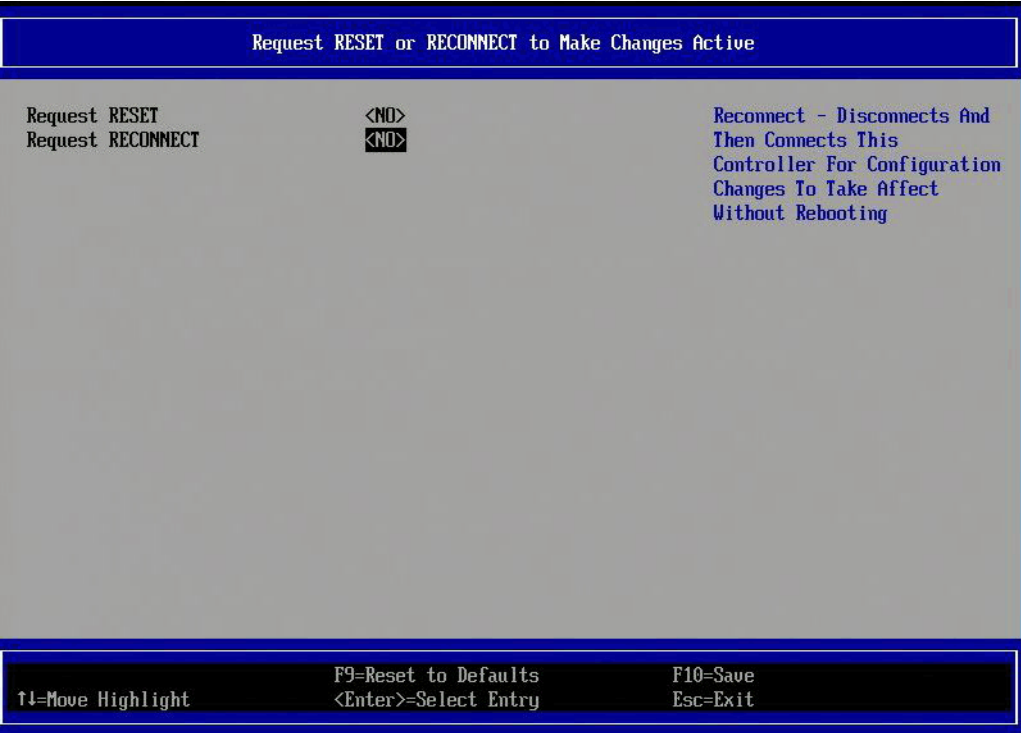 Request RESET or RECONNECT to Make Changes Active
Request RESET <NO>
Request RECONNECT <NO>
Reconnect - Disconnects And
Then Connects This
Controller For Configuration
Changes To Take Affect
Without Rebooting
F9=Reset to Defaults F10=Save
↑↓=Move Highlight <Enter>=Select Entry Esc=Exit